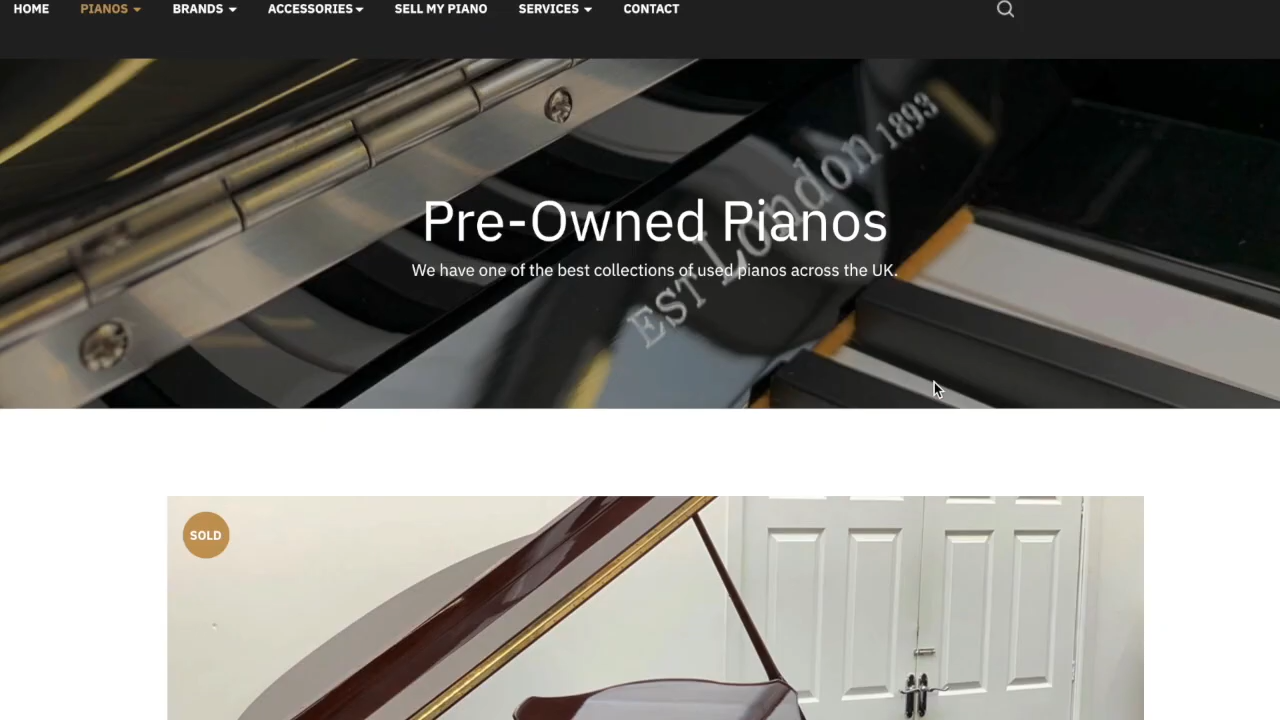 HOME PIANOS BRANDS ACCESSORIES SELL MY PIANO SERVICES CONTACT
EST London 1893
Pre-Owned Pianos
We have one of the best collections of used pianos across the UK.
SOLD